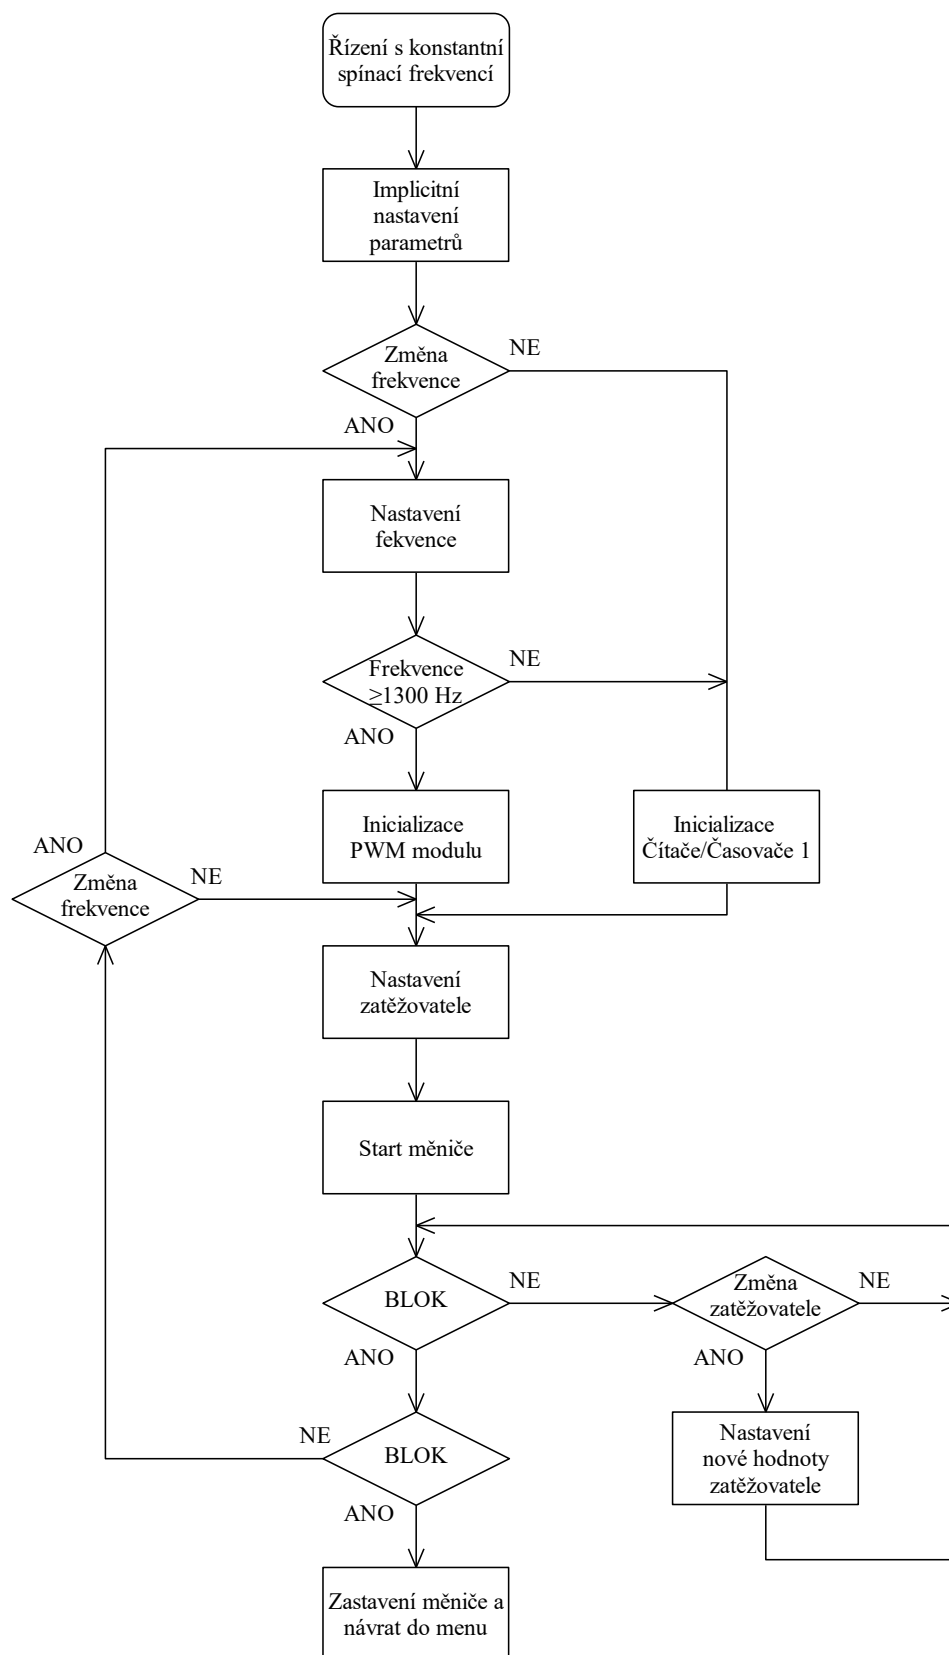 Řízení s konstantní
spínací frekvencí
Implicitní
nastavení
parametrů
Změna
frekvence
NE
ANO
Nastavení
fekvence
Frekvence
≥1300 Hz
NE
ANO
Inicializace
PWM modulu
Inicializace
Čítače/Časovače 1
ANO
Změna
frekvence
NE
Nastavení
zatěžovatele
Start měniče
BLOK
NE
Změna
zatěžovatele
NE
ANO
ANO
Nastavení
nové hodnoty
zatěžovatele
NE
BLOK
ANO
Zastavení měniče a
návrat do menu